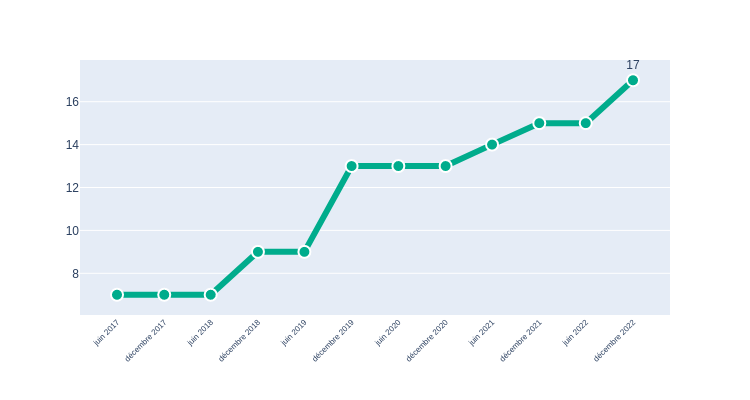 17
16
14
12
10
8
juin 2017
décembre 2017
juin 2018
décembre 2018
juin 2019
décembre 2019
juin 2020
décembre 2020
juin 2021
décembre 2021
juin 2022
décembre 2022